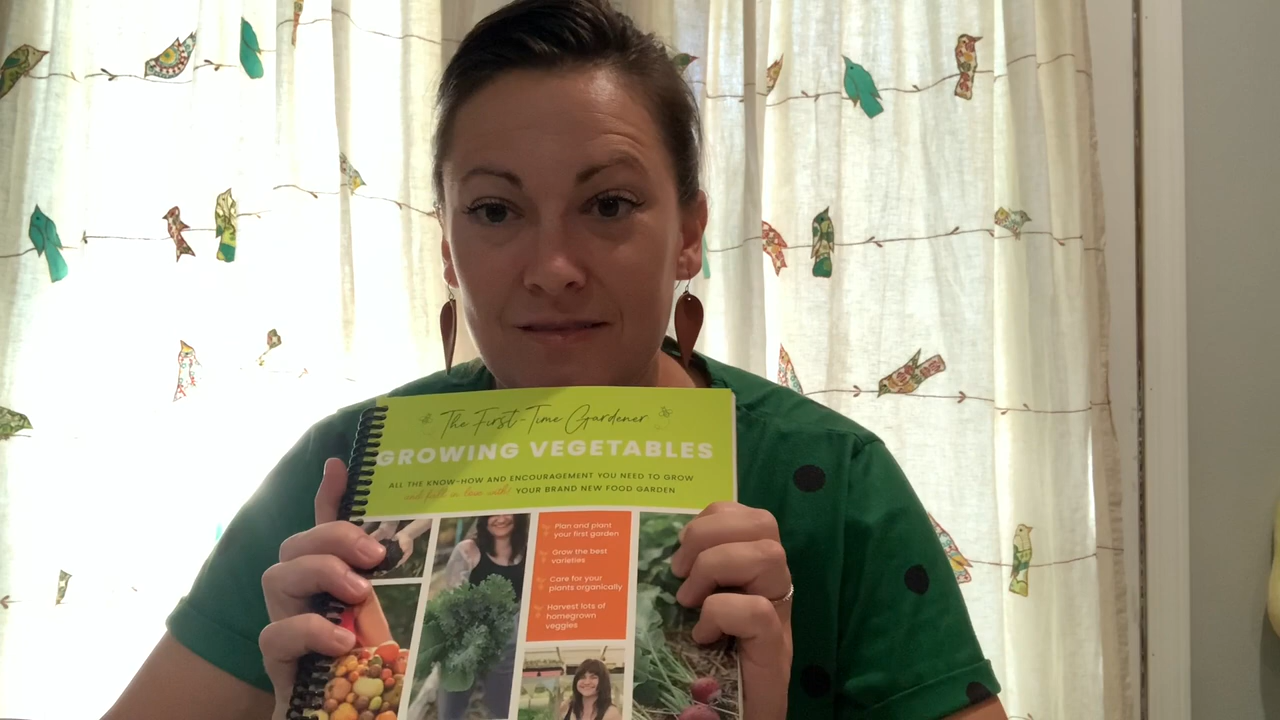 The First-Time Gardener
GROWING VEGETABLES
ALL THE KNOW-HOW AND ENCOURAGEMENT YOU NEED TO GROW
and fall in love with! YOUR BRAND NEW FOOD GARDEN
Plan and plant
your first garden
Grow the best
varieties
Care for your
plants organically
Harvest lots of
homegrown
veggies